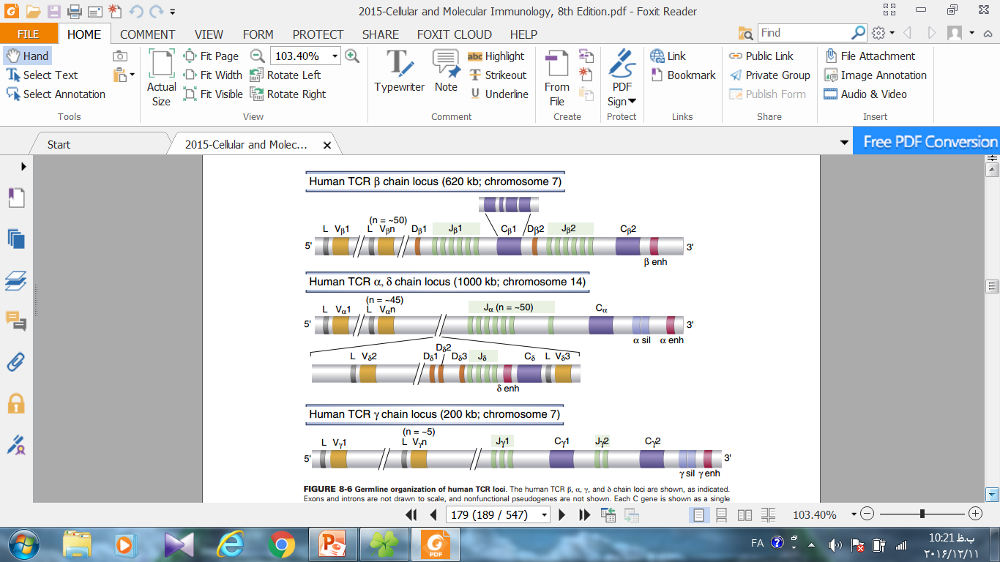 2015-Cellular and Molecular Immunology, 8th Edition.pdf - Foxit Reader
FILE HOME COMMENT VIEW FORM PROTECT SHARE FOXIT CLOUD HELP Find
Hand
Select Text
Select Annotation
Tools
Actual Size
Fit Page
Fit Width
Fit Visible
103.40%
Rotate Left
Rotate Right
View
Typewriter
Note
Highlight
Strikeout
Underline
Comment
From File
Create
PDF Sign
Protect
Link
Bookmark
Links
Public Link
Private Group
Publish Form
Share
File Attachment
Image Annotation
Audio & Video
Insert
Start
2015-Cellular and Molec...
Free PDF Conversion
Human TCR β chain locus (620 kb; chromosome 7)
(n = ~50)
L Vβ1 L Vβn Dβ1 Jβ1 Cβ1 Dβ2 Jβ2 Cβ2
5' 3'
β enh
Human TCR α, δ chain locus (1000 kb; chromosome 14)
(n = ~45)
L Vα1 L Vαn Jα (n = ~50) Cα
5' 3'
α sil α enh
Dδ2
L Vδ2 Dδ1 Dδ3 Jδ Cδ L Vδ3
δ enh
Human TCR γ chain locus (200 kb; chromosome 7)
(n = ~5)
L Vγ1 L Vγn Jγ1 Cγ1 Jγ2 Cγ2
5' 3'
γ sil γ enh
FIGURE 8-6 Germline organization of human TCR loci. The human TCR β, α, γ, and δ chain loci are shown, as indicated.
Exons and introns are not drawn to scale, and nonfunctional pseudogenes are not shown. Each C gene is shown as a single
179 (189 / 547)
103.40%
FA
10:21 ب.ظ
۲۰۱۶/۱۲/۱۱
PDF